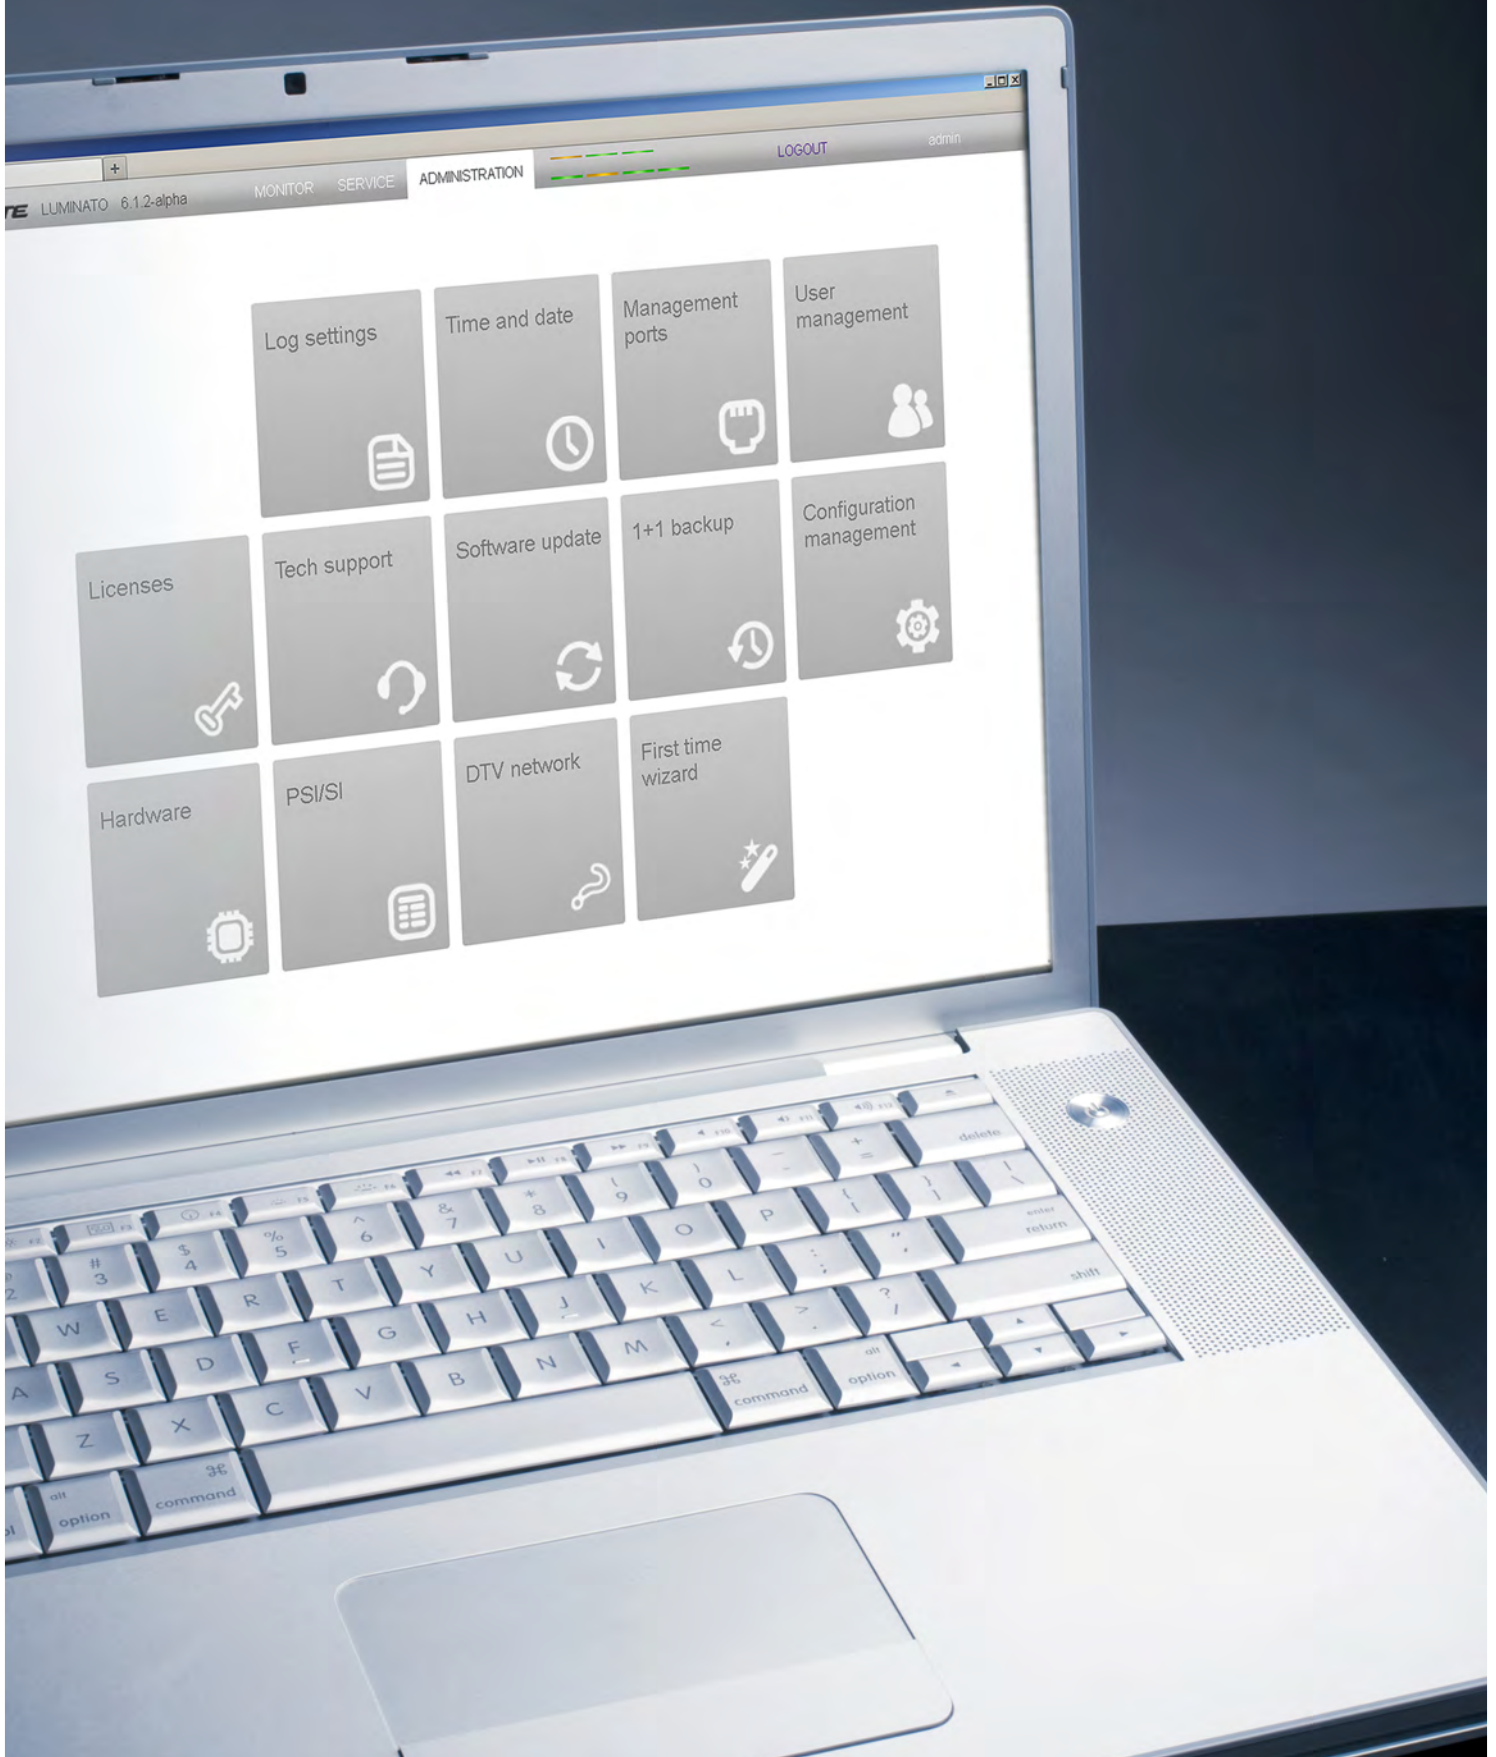 +
LUMINATO 6.1.2-alpha MONITOR SERVICE ADMINISTRATION LOGOUT admin
Log settings
Time and date
Management
ports
User
management
Licenses
Tech support
Software update
1+1 backup
Configuration
management
Hardware
PSI/SI
DTV network
First time
wizard
delete
# $ % ^ & * ( ) _ +
2 3 4 5 6 7 8 9 0 - =
W E R T Y U I O P { } |
[ ] \
enter
return
A S D F G H J K L : "
; '
shift
Z X C V B N M < > ?
, . /
alt
option
⌘
command
⌘
command
alt
option